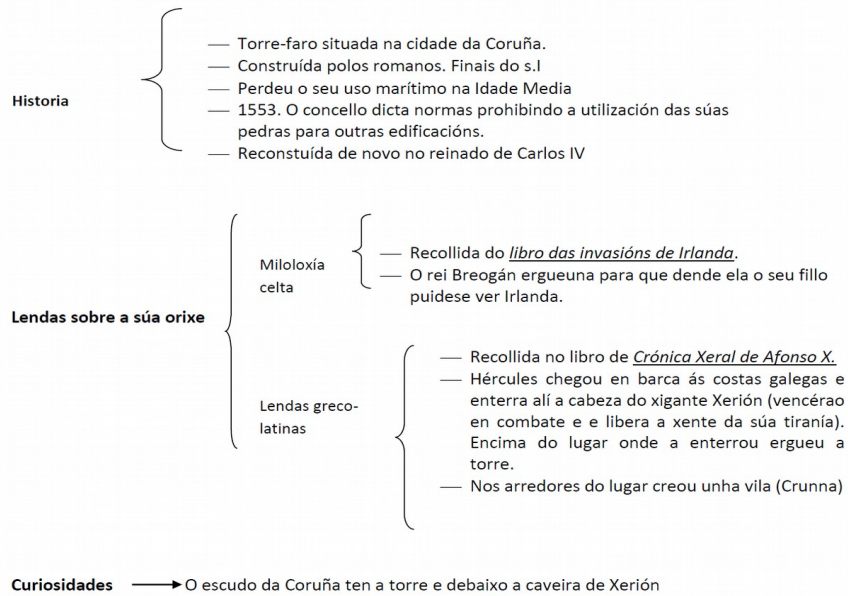 Historia
— Torre-faro situada na cidade da Coruña.
— Construída polos romanos. Finais do s.I
— Perdeu o seu uso marítimo na Idade Media
— 1553. O concello dicta normas prohibindo a utilización das súas
pedras para outras edificacións.
— Reconstuída de novo no reinado de Carlos IV
Lendas sobre a súa orixe
Miloloxía
celta
— Recollida do libro das invasións de Irlanda.
— O rei Breogán ergueuna para que dende ela o seu fillo
puidese ver Irlanda.
Lendas greco-
latinas
— Recollida no libro de Crónica Xeral de Afonso X.
— Hércules chegou en barca ás costas galegas e
enterra alí a cabeza do xigante Xerión (vencérao
en combate e e libera a xente da súa tiranía).
Encima do lugar onde a enterrou ergueu a
torre.
— Nos arredores do lugar creou unha vila (Crunna)
Curiosidades → O escudo da Coruña ten a torre e debaixo a caveira de Xerión